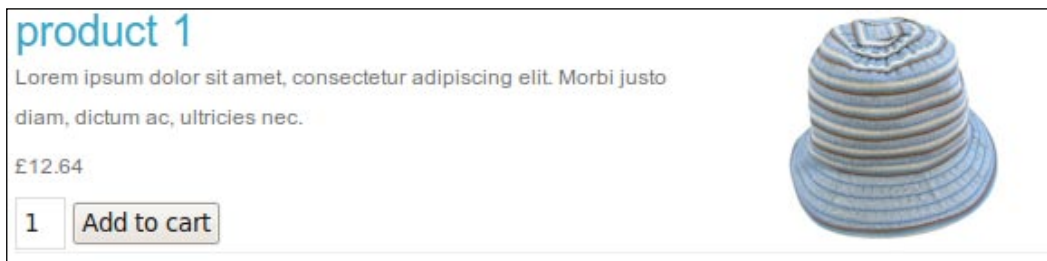 product 1
Lorem ipsum dolor sit amet, consectetur adipiscing elit. Morbi justo
diam, dictum ac, ultricies nec.
£12.64
1 Add to cart